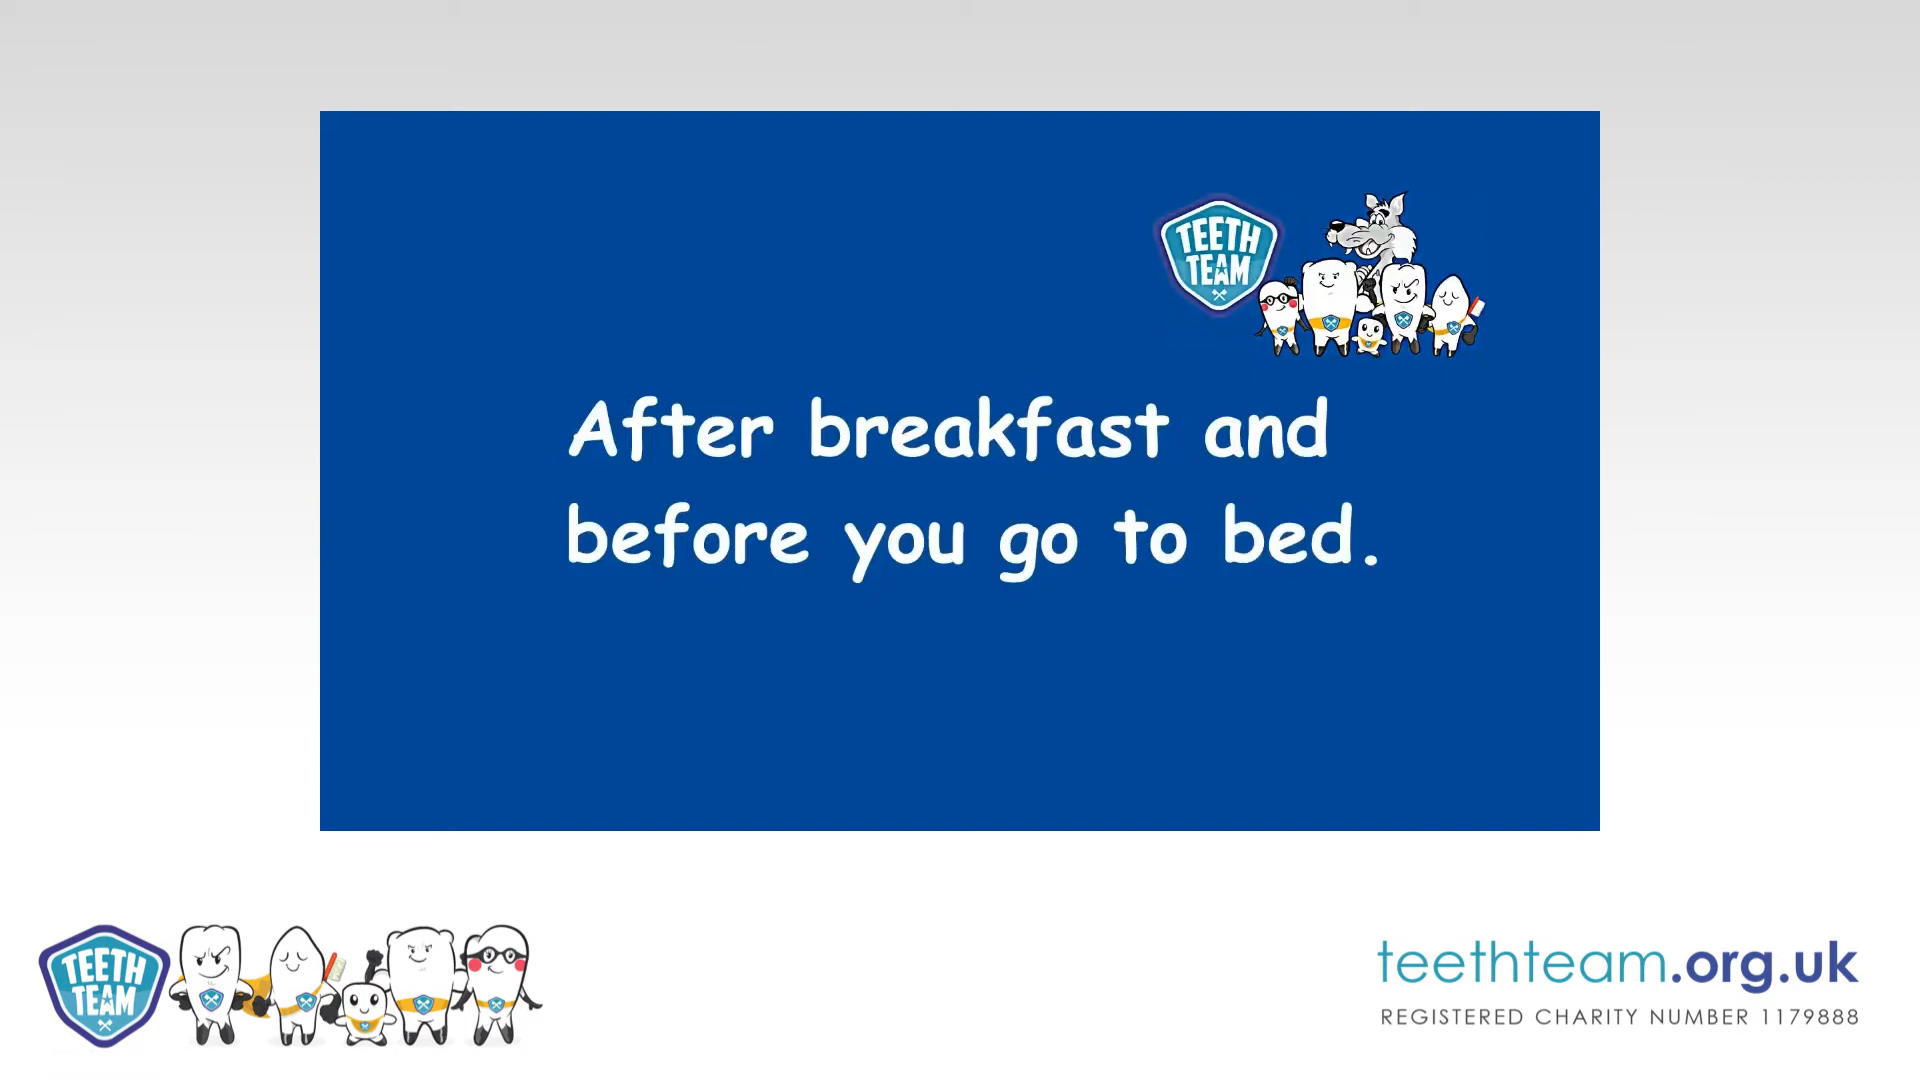 TEETH
TEAM
After breakfast and
before you go to bed.
TEETH
TEAM
teethteam.org.uk
REGISTERED CHARITY NUMBER 1179888